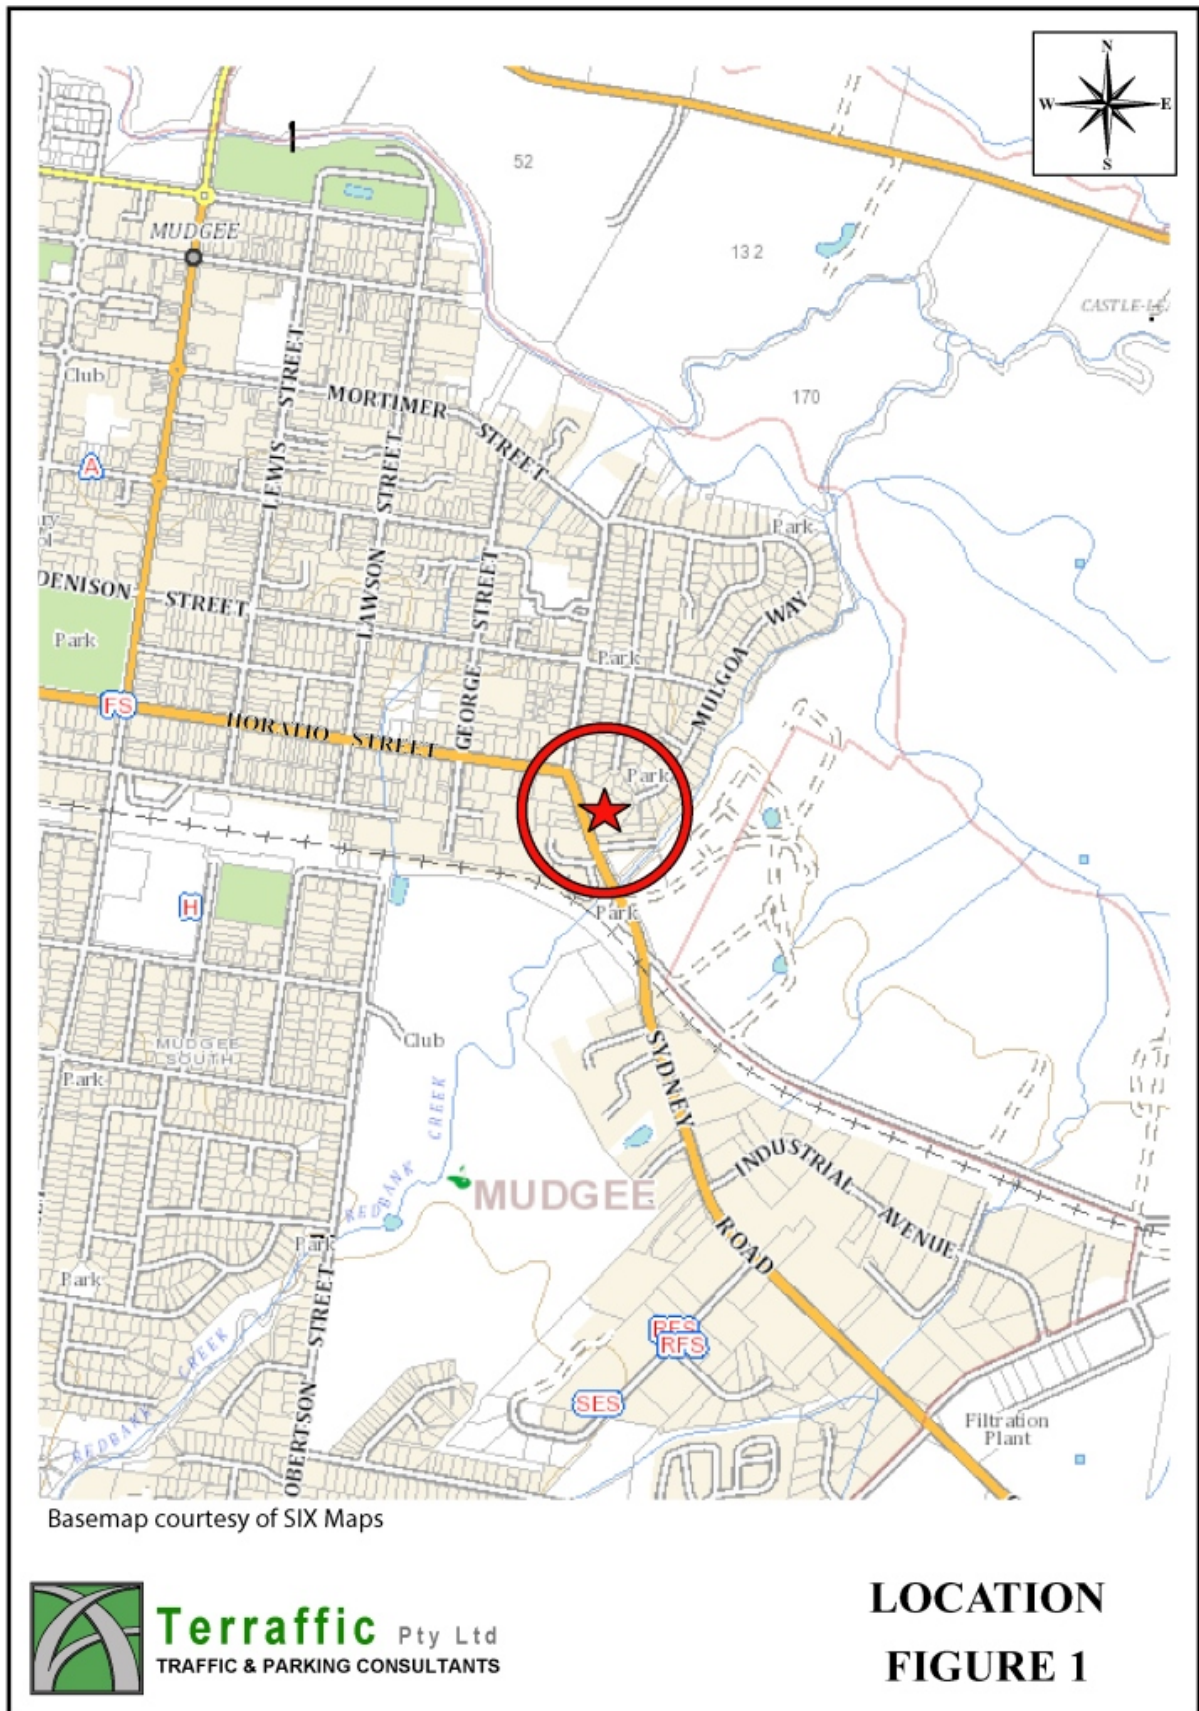 N
W E
S
1
52
MUDGEE
13 2
170
Club
MORTIMER STREET
LEWIS STREET
LAWSON STREET
GEORGE STREET
A
Park
DENISON STREET
Park
Park
MULGOA WAY
FS
HORATIO STREET
Park
Park
H
MUDGEE
SOUTH
Club
Park
SYDNEY ROAD
REDBANK CREEK
MUDGEE
INDUSTRIAL AVENUE
Park
Park
RFS
RFS
SES
REDBANK CREEK
OBERTSON STREET
Filtration
Plant
Basemap courtesy of SIX Maps
Terraffic Pty Ltd
TRAFFIC & PARKING CONSULTANTS
LOCATION
FIGURE 1